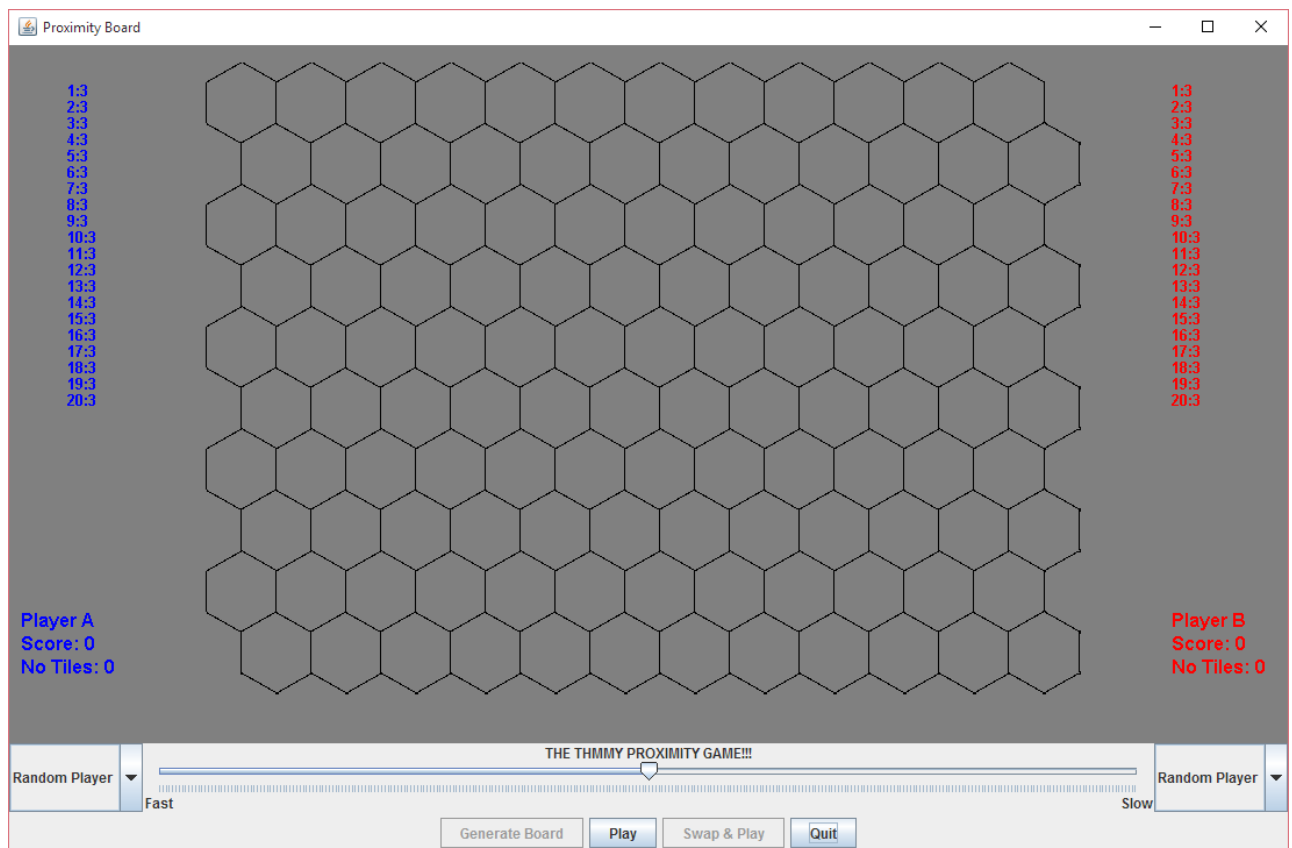 Proximity Board
1:3
2:3
3:3
4:3
5:3
6:3
7:3
8:3
9:3
10:3
11:3
12:3
13:3
14:3
15:3
16:3
17:3
18:3
19:3
20:3
1:3
2:3
3:3
4:3
5:3
6:3
7:3
8:3
9:3
10:3
11:3
12:3
13:3
14:3
15:3
16:3
17:3
18:3
19:3
20:3
Player A
Score: 0
No Tiles: 0
Player B
Score: 0
No Tiles: 0
THE THMMY PROXIMITY GAME!!!
Random Player
Random Player
Fast
Slow
Generate Board
Play
Swap & Play
Quit